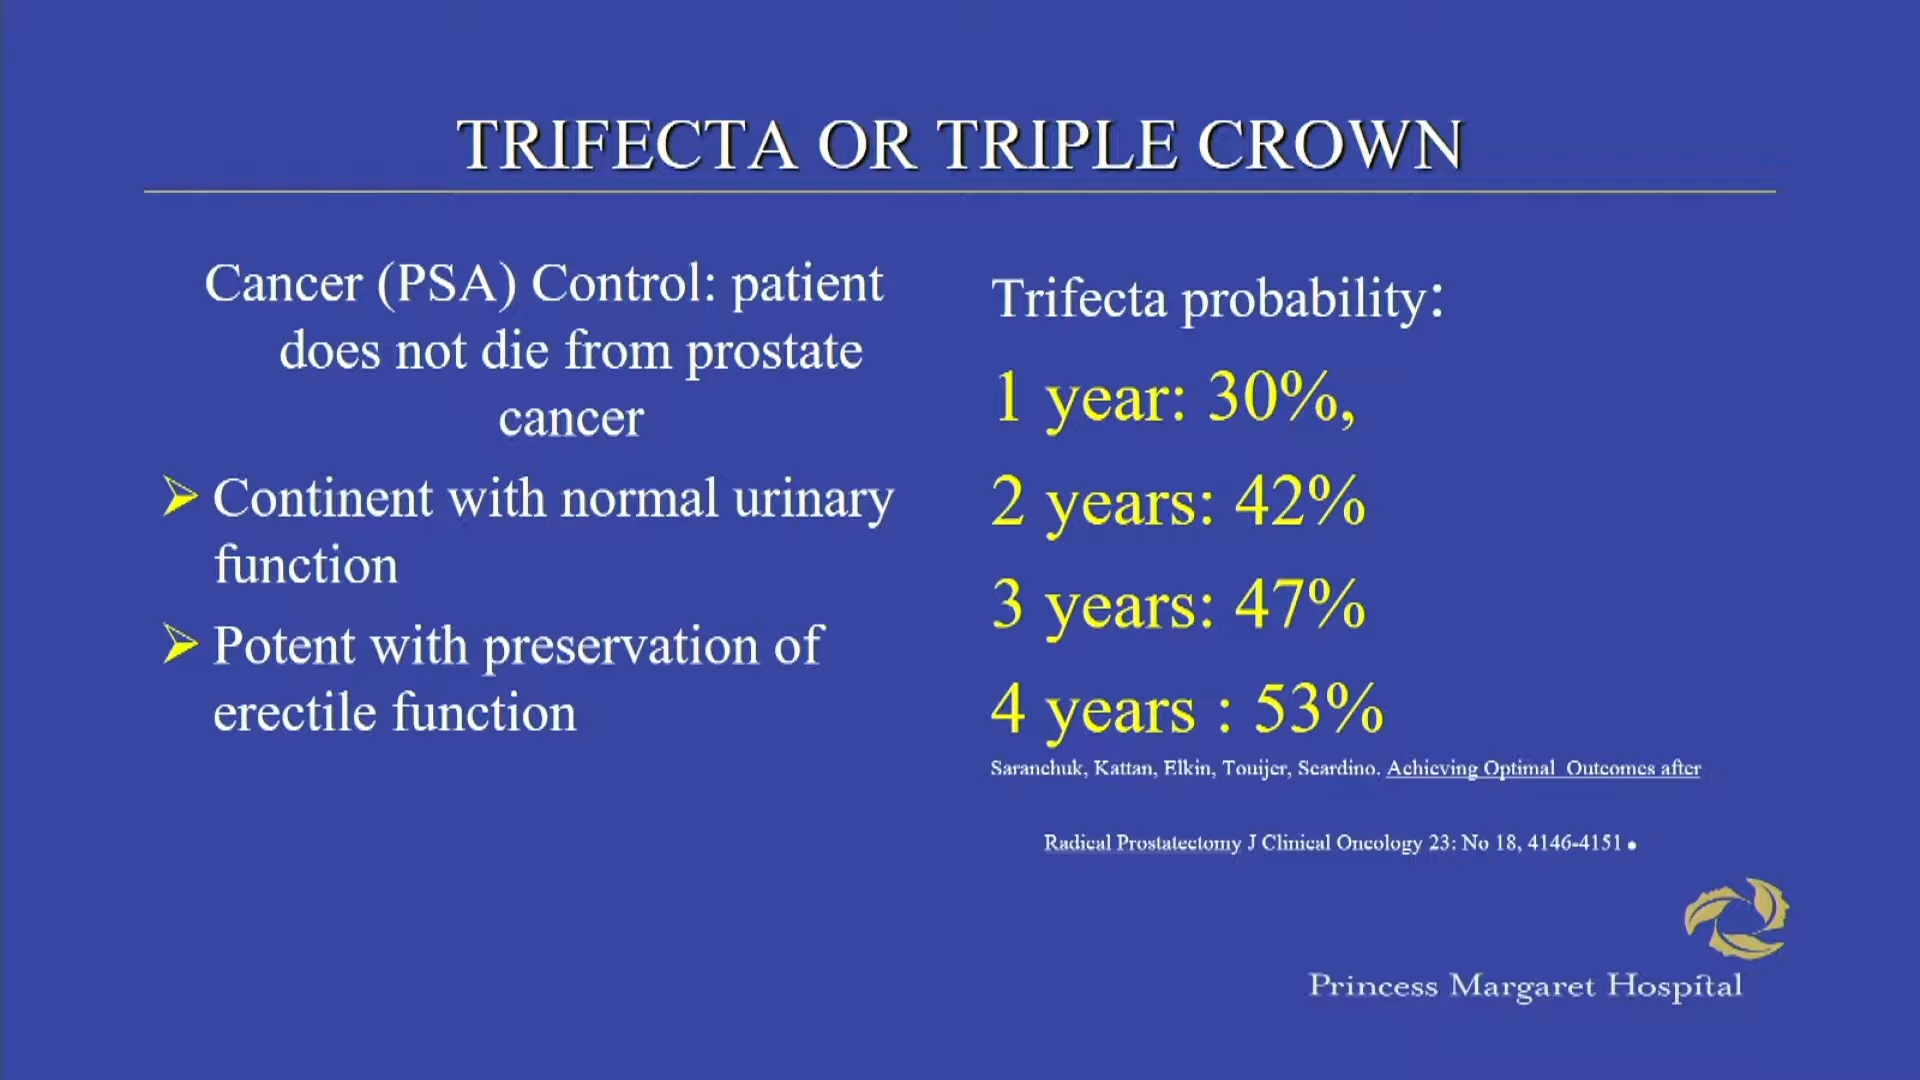 TRIFECTA OR TRIPLE CROWN
Cancer (PSA) Control: patient
does not die from prostate
cancer
Continent with normal urinary
function
Potent with preservation of
erectile function
Trifecta probability:
1 year: 30%,
2 years: 42%
3 years: 47%
4 years : 53%
Saranchuk, Kattan, Elkin, Touijer, Scardino. Achieving Optimal Outcomes after
Radical Prostatectomy J Clinical Oncology 23: No 18, 4146-4151.
Princess Margaret Hospital